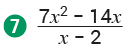 7 (7x² − 14x)/(x − 2)